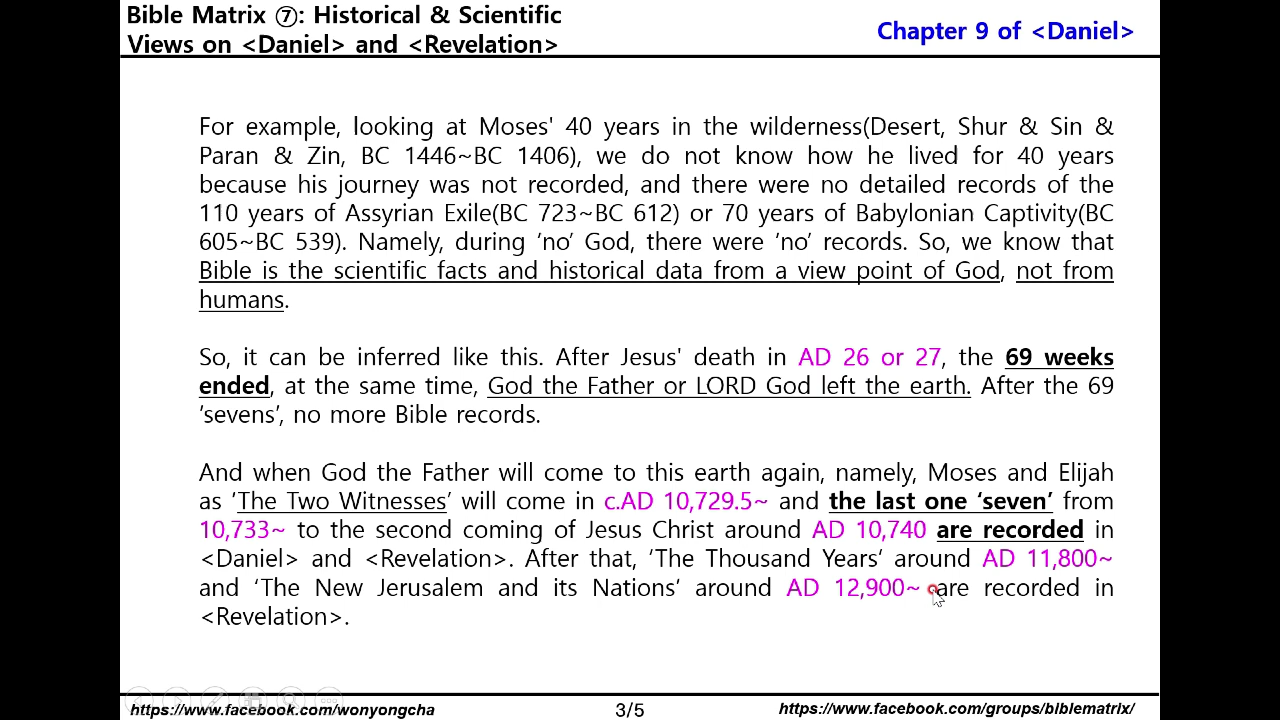 Bible Matrix ⑦: Historical & Scientific
Views on <Daniel> and <Revelation>
Chapter 9 of <Daniel>
For example, looking at Moses' 40 years in the wilderness(Desert, Shur & Sin &
Paran & Zin, BC 1446~BC 1406), we do not know how he lived for 40 years
because his journey was not recorded, and there were no detailed records of the
110 years of Assyrian Exile(BC 723~BC 612) or 70 years of Babylonian Captivity(BC
605~BC 539). Namely, during ‘no’ God, there were ‘no’ records. So, we know that
Bible is the scientific facts and historical data from a view point of God, not from
humans.
So, it can be inferred like this. After Jesus' death in AD 26 or 27, the 69 weeks
ended, at the same time, God the Father or LORD God left the earth. After the 69
‘sevens’, no more Bible records.
And when God the Father will come to this earth again, namely, Moses and Elijah
as ‘The Two Witnesses’ will come in c.AD 10,729.5~ and the last one ‘seven’ from
10,733~ to the second coming of Jesus Christ around AD 10,740 are recorded in
<Daniel> and <Revelation>. After that, ‘The Thousand Years’ around AD 11,800~
and ‘The New Jerusalem and its Nations’ around AD 12,900~ are recorded in
<Revelation>.
https://www.facebook.com/wonyongcha
3/5
https://www.facebook.com/groups/biblematrix/